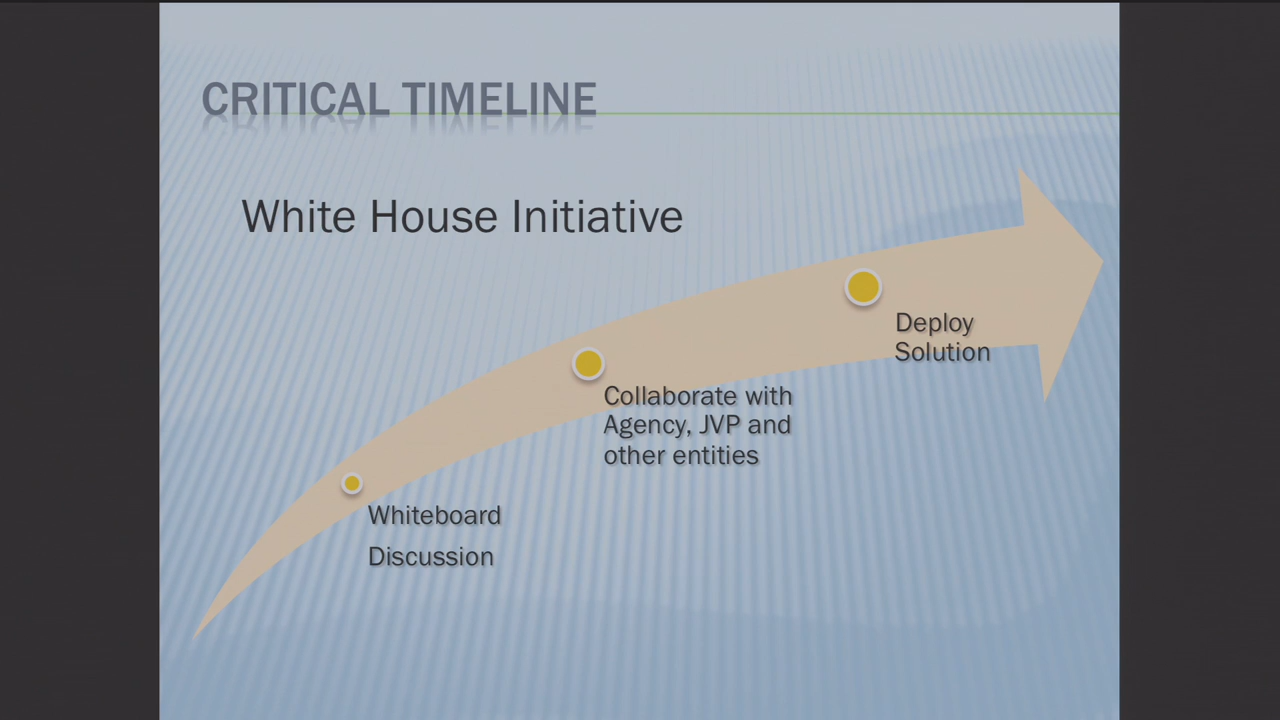 CRITICAL TIMELINE
White House Initiative
Deploy
Solution
Collaborate with
Agency, JVP and
other entities
Whiteboard
Discussion